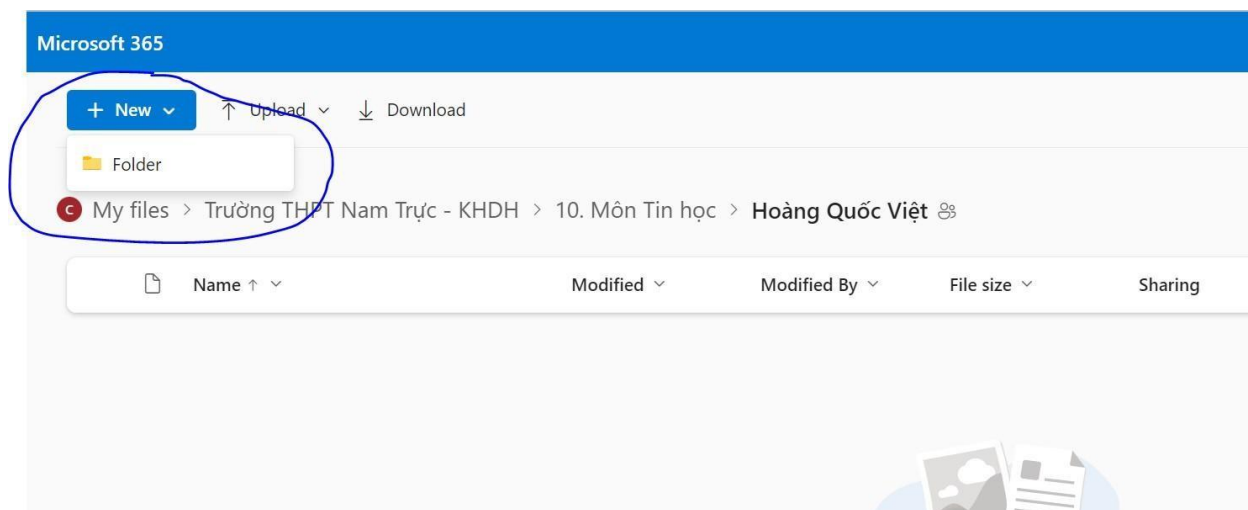 Microsoft 365
+ New Upload Download
Folder
C My files > Trường THPT Nam Trực - KHDH > 10. Môn Tin học > Hoàng Quốc Việt
Name ↑ Modified Modified By File size Sharing